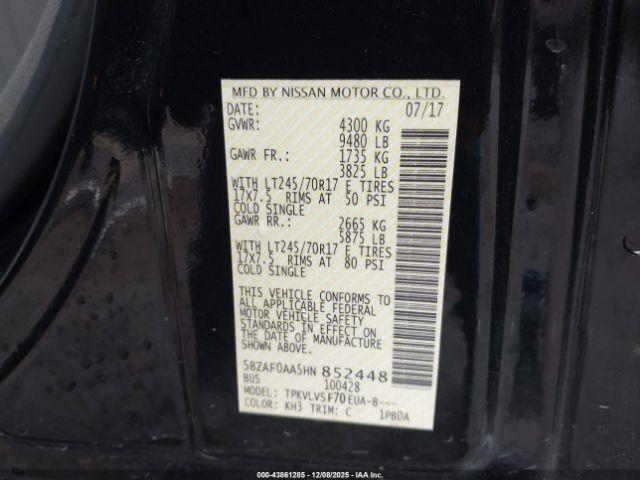 MFD BY NISSAN MOTOR CO., LTD.
DATE: 07/17
GVWR: 4300 KG
9480 LB
GAWR FR.: 1735 KG
3825 LB
WITH LT245/70R17 E TIRES
17X7.5 RIMS AT 50 PSI
COLD SINGLE
GAWR RR.: 2665 KG
5875 LB
WITH LT245/70R17 E TIRES
17X7.5 RIMS AT 80 PSI
COLD SINGLE
THIS VEHICLE CONFORMS TO
ALL APPLICABLE FEDERAL
MOTOR VEHICLE SAFETY
STANDARDS IN EFFECT ON
THE DATE OF MANUFACTURE
SHOWN ABOVE.
5BZAF0AA5HN 852448
BUS 100428
MODEL: TPKVLVSF70EUA-B---
COLOR: KH3 TRIM: C 1PB0A
000-43861285 - 12/08/2025 - IAA Inc.